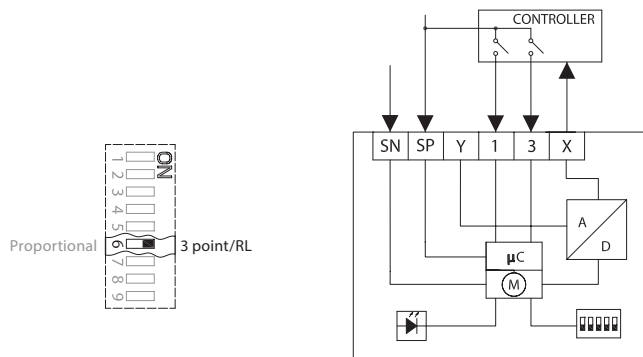 CONTROLLER
SN SP Y 1 3 X
ON
1
2
3
4
5
Proportional 6 3 point/RL
7
8
9
A
D
µC
M